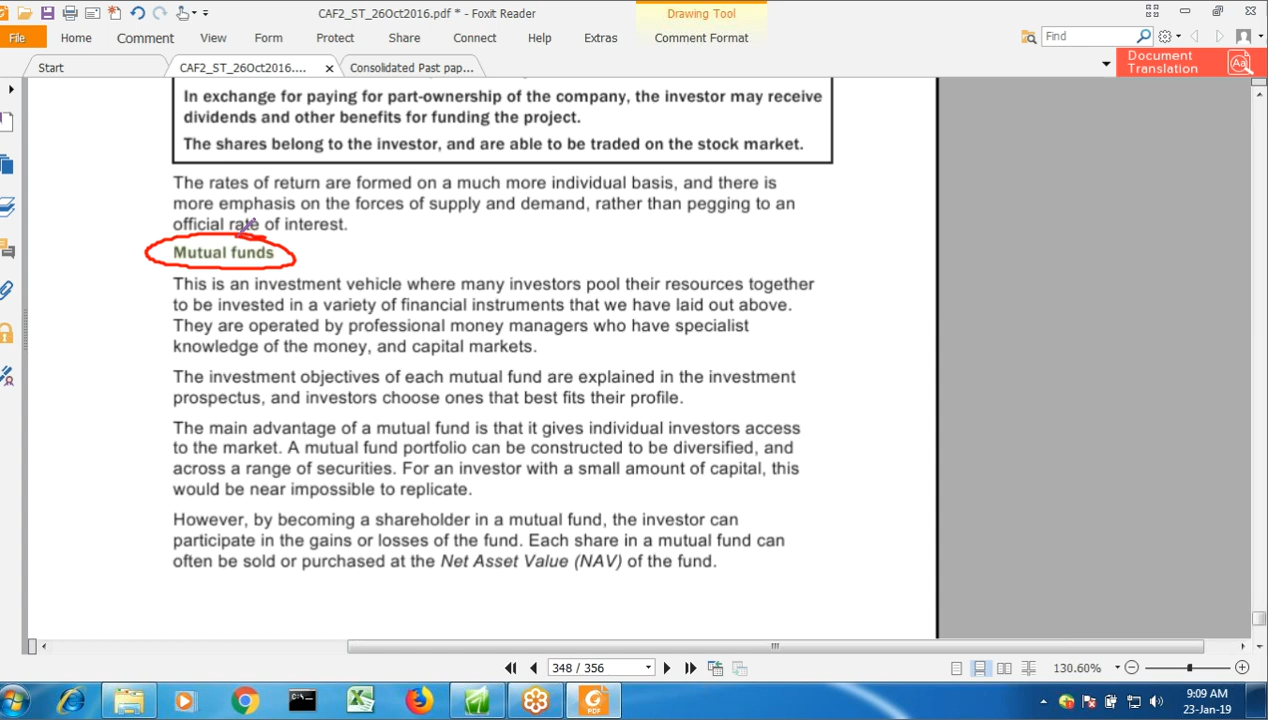 CAF2_ST_26Oct2016.pdf * - Foxit Reader
Drawing Tool
File
Home
Comment
View
Form
Protect
Share
Connect
Help
Extras
Comment Format
Find
Start
CAF2_ST_26Oct2016....
Consolidated Past pap...
Document
Translation
In exchange for paying for part-ownership of the company, the investor may receive
dividends and other benefits for funding the project.
The shares belong to the investor, and are able to be traded on the stock market.
The rates of return are formed on a much more individual basis, and there is
more emphasis on the forces of supply and demand, rather than pegging to an
official rate of interest.
Mutual funds
This is an investment vehicle where many investors pool their resources together
to be invested in a variety of financial instruments that we have laid out above.
They are operated by professional money managers who have specialist
knowledge of the money, and capital markets.
The investment objectives of each mutual fund are explained in the investment
prospectus, and investors choose ones that best fits their profile.
The main advantage of a mutual fund is that it gives individual investors access
to the market. A mutual fund portfolio can be constructed to be diversified, and
across a range of securities. For an investor with a small amount of capital, this
would be near impossible to replicate.
However, by becoming a shareholder in a mutual fund, the investor can
participate in the gains or losses of the fund. Each share in a mutual fund can
often be sold or purchased at the Net Asset Value (NAV) of the fund.
348 / 356
130.60%
PDF
9:09 AM
23-Jan-19